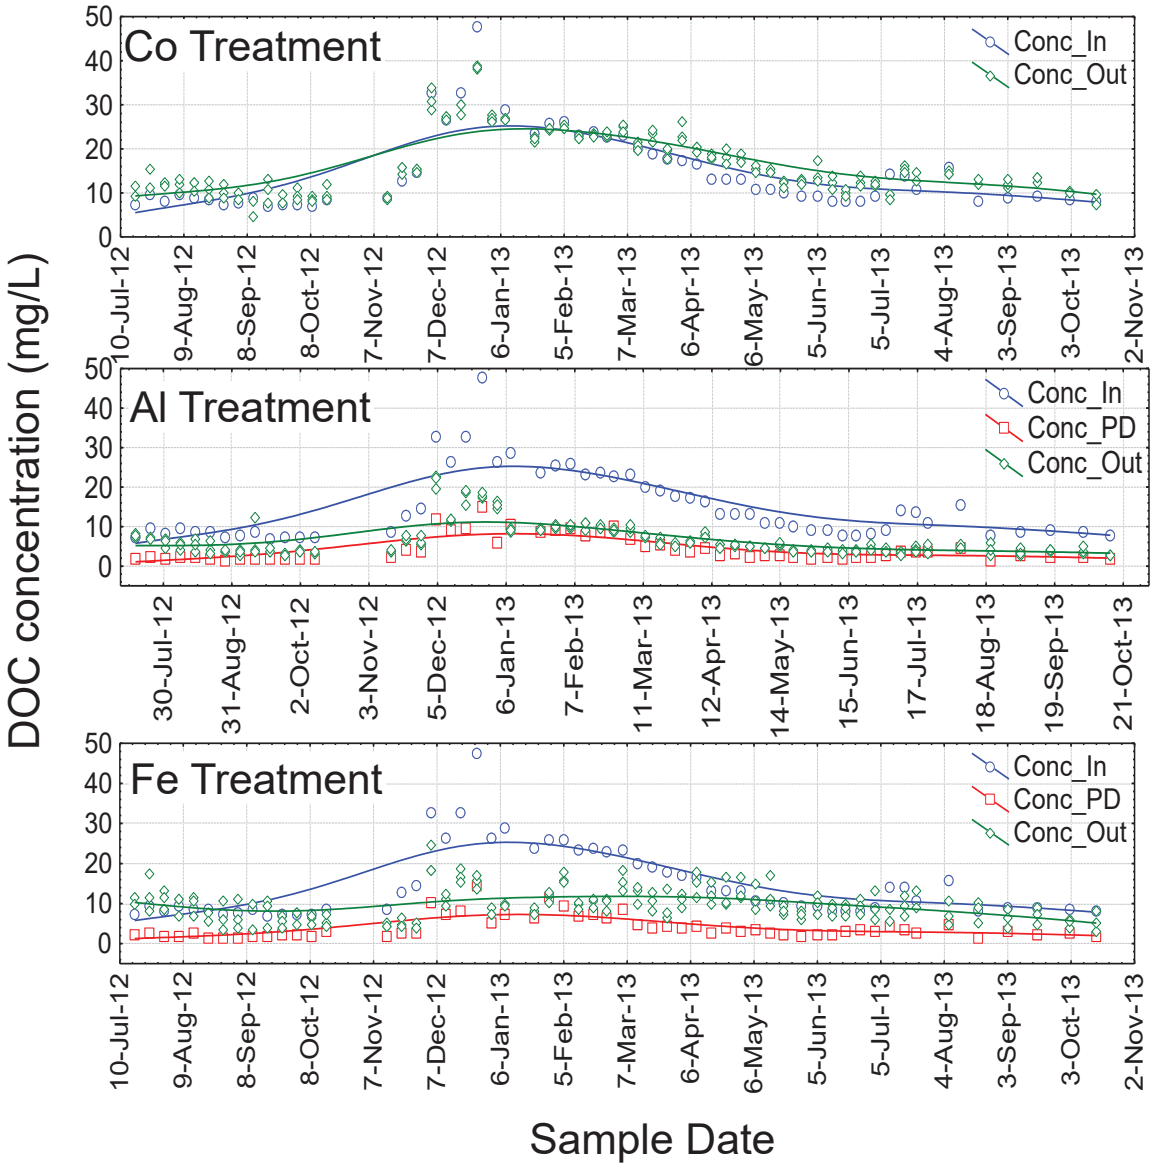 DOC concentration (mg/L)
Co Treatment
Conc_In
Conc_Out
50
40
30
20
10
0
10-Jul-12
9-Aug-12
8-Sep-12
8-Oct-12
7-Nov-12
7-Dec-12
6-Jan-13
5-Feb-13
7-Mar-13
6-Apr-13
6-May-13
5-Jun-13
5-Jul-13
4-Aug-13
3-Sep-13
3-Oct-13
2-Nov-13
Al Treatment
Conc_In
Conc_PD
Conc_Out
50
40
30
20
10
0
30-Jul-12
31-Aug-12
2-Oct-12
3-Nov-12
5-Dec-12
6-Jan-13
7-Feb-13
11-Mar-13
12-Apr-13
14-May-13
15-Jun-13
17-Jul-13
18-Aug-13
19-Sep-13
21-Oct-13
Fe Treatment
Conc_In
Conc_PD
Conc_Out
50
40
30
20
10
0
10-Jul-12
9-Aug-12
8-Sep-12
8-Oct-12
7-Nov-12
7-Dec-12
6-Jan-13
5-Feb-13
7-Mar-13
6-Apr-13
6-May-13
5-Jun-13
5-Jul-13
4-Aug-13
3-Sep-13
3-Oct-13
2-Nov-13
Sample Date